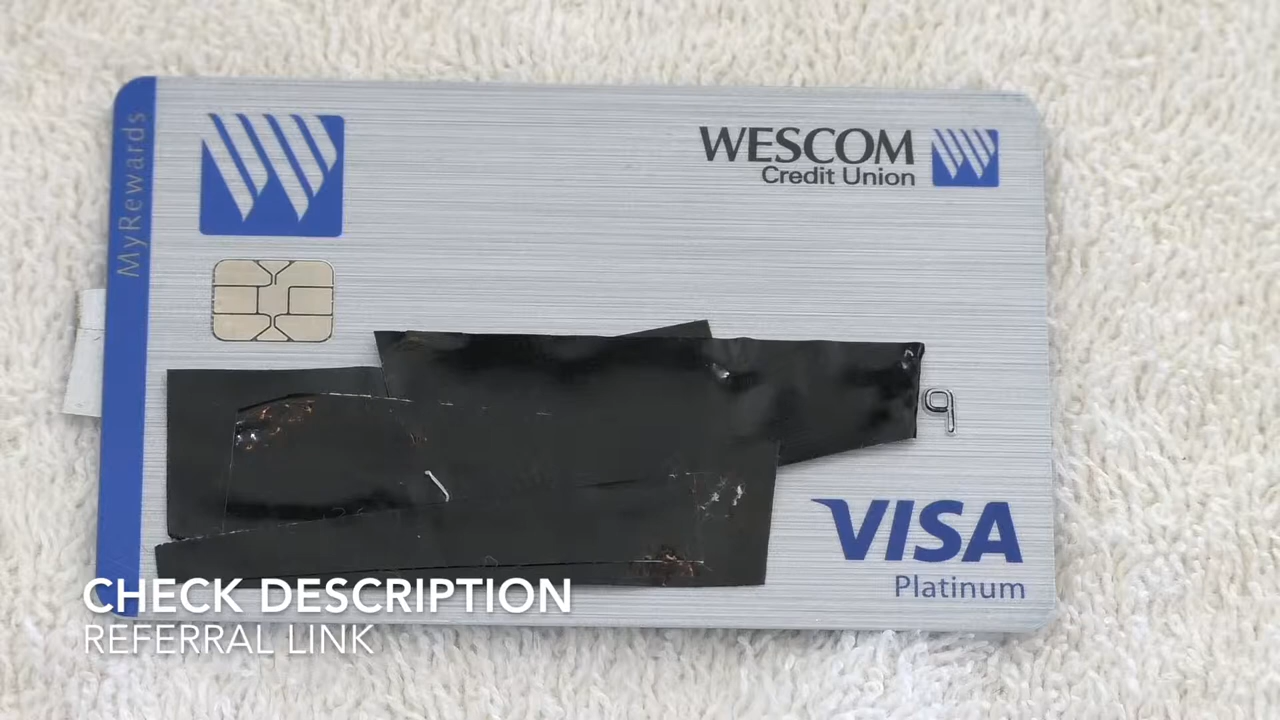 MyRewards
WESCOM
Credit Union
9
VISA
Platinum
CHECK DESCRIPTION
REFERRAL LINK